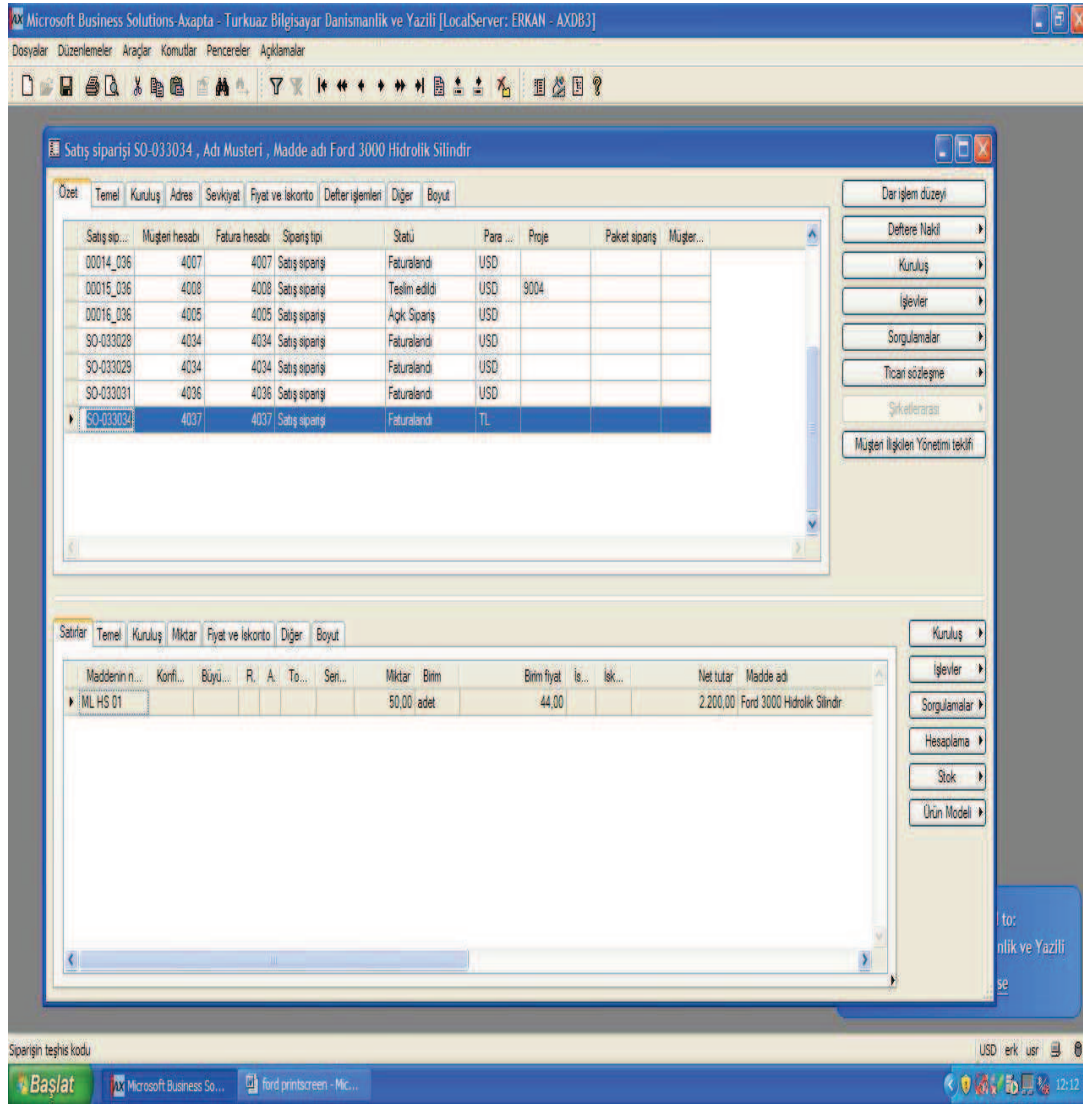 Microsoft Business Solutions-Axapta - Turkuaz Bilgisayar Danismanlik ve Yazili [LocalServer: ERKAN - AXDB3]
Dosyalar Düzenlemeler Araçlar Komutlar Pencereler Açıklamalar
Satış siparişi SO-033034 , Adı Musteri , Madde adı Ford 3000 Hidrolik Silindir
Özet Temel Kuruluş Adres Sevkiyat Fiyat ve İskonto Defter işlemleri Diğer Boyut
Satış sip... Müşteri hesabı Fatura hesabı Sipariş tipi Statü Para ... Proje Paket sipariş Müşter...
00014_036 4007 4007 Satış siparişi Faturalandı USD
00015_036 4008 4008 Satış siparişi Teslim edildi USD 9004
00016_036 4005 4005 Satış siparişi Açık Sipariş USD
SO-033028 4034 4034 Satış siparişi Faturalandı USD
SO-033029 4034 4034 Satış siparişi Faturalandı USD
SO-033031 4036 4036 Satış siparişi Faturalandı USD
SO-033034 4037 4037 Satış siparişi Faturalandı TL
Dar işlem düzeyi
Deftere Nakil
Kuruluş
İşlevler
Sorgulamalar
Ticari sözleşme
Şirketlerarası
Müşteri İlişkileri Yönetimi teklifi
Satırlar Temel Kuruluş Miktar Fiyat ve İskonto Diğer Boyut
Maddenin n... Konfi... Büyü... R. A. To... Seri... Miktar Birim Birim fiyat İs... İsk... Net tutar Madde adı
ML HS 01 50,00 adet 44,00 2.200,00 Ford 3000 Hidrolik Silindir
Kuruluş
İşlevler
Sorgulamalar
Hesaplama
Stok
Ürün Modeli
to:
nlik ve Yazili
se
Siparişin teşhis kodu
USD erk usr
Başlat
Microsoft Business So...
ford printscreen - Mic...
12:12